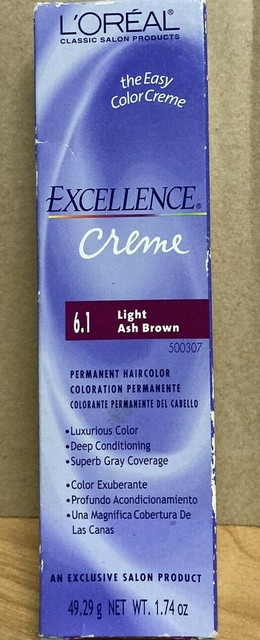 L'ORÉAL®
CLASSIC SALON PRODUCTS
the Easy
Color Creme
EXCELLENCE®
Creme
6.1 Light
Ash Brown
500307
PERMANENT HAIRCOLOR
COLORATION PERMANENTE
COLORANTE PERMANENTE DEL CABELLO
•Luxurious Color
•Deep Conditioning
•Superb Gray Coverage
•Color Exuberante
•Profundo Acondicionamiento
•Una Magnífica Cobertura De
Las Canas
AN EXCLUSIVE SALON PRODUCT
49.29 g NET WT. 1.74 oz